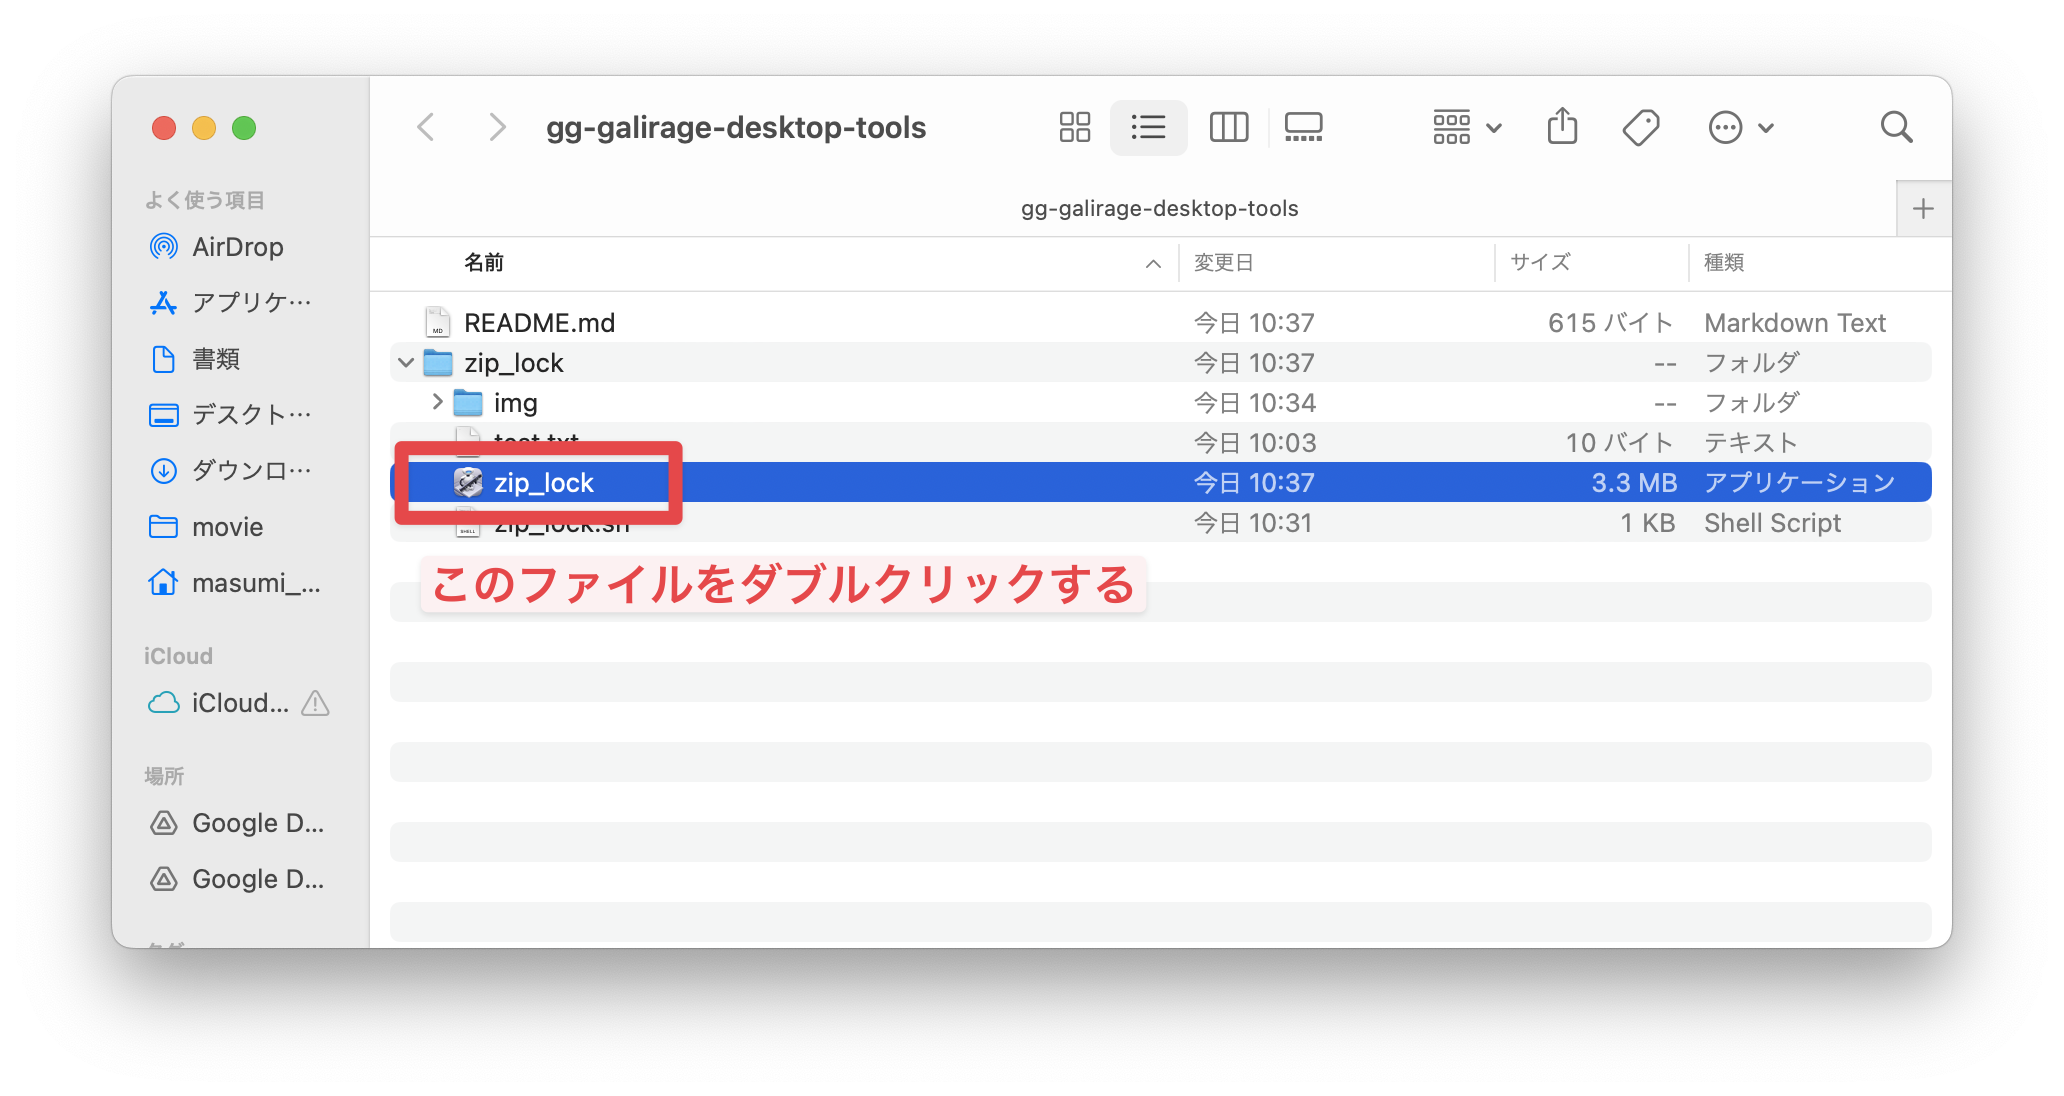 gg-galirage-desktop-tools
gg-galirage-desktop-tools
よく使う項目
AirDrop
アプリケ…
書類
デスクト…
ダウンロ…
movie
masumi_...
iCloud
iCloud...
場所
Google D...
Google D...
タグ
名前 変更日 サイズ 種類
README.md 今日 10:37 615 バイト Markdown Text
zip_lock 今日 10:37 -- フォルダ
img 今日 10:34 -- フォルダ
test.txt 今日 10:03 10 バイト テキスト
zip_lock 今日 10:37 3.3 MB アプリケーション
zip_lock.sh 今日 10:31 1 KB Shell Script
このファイルをダブルクリックする